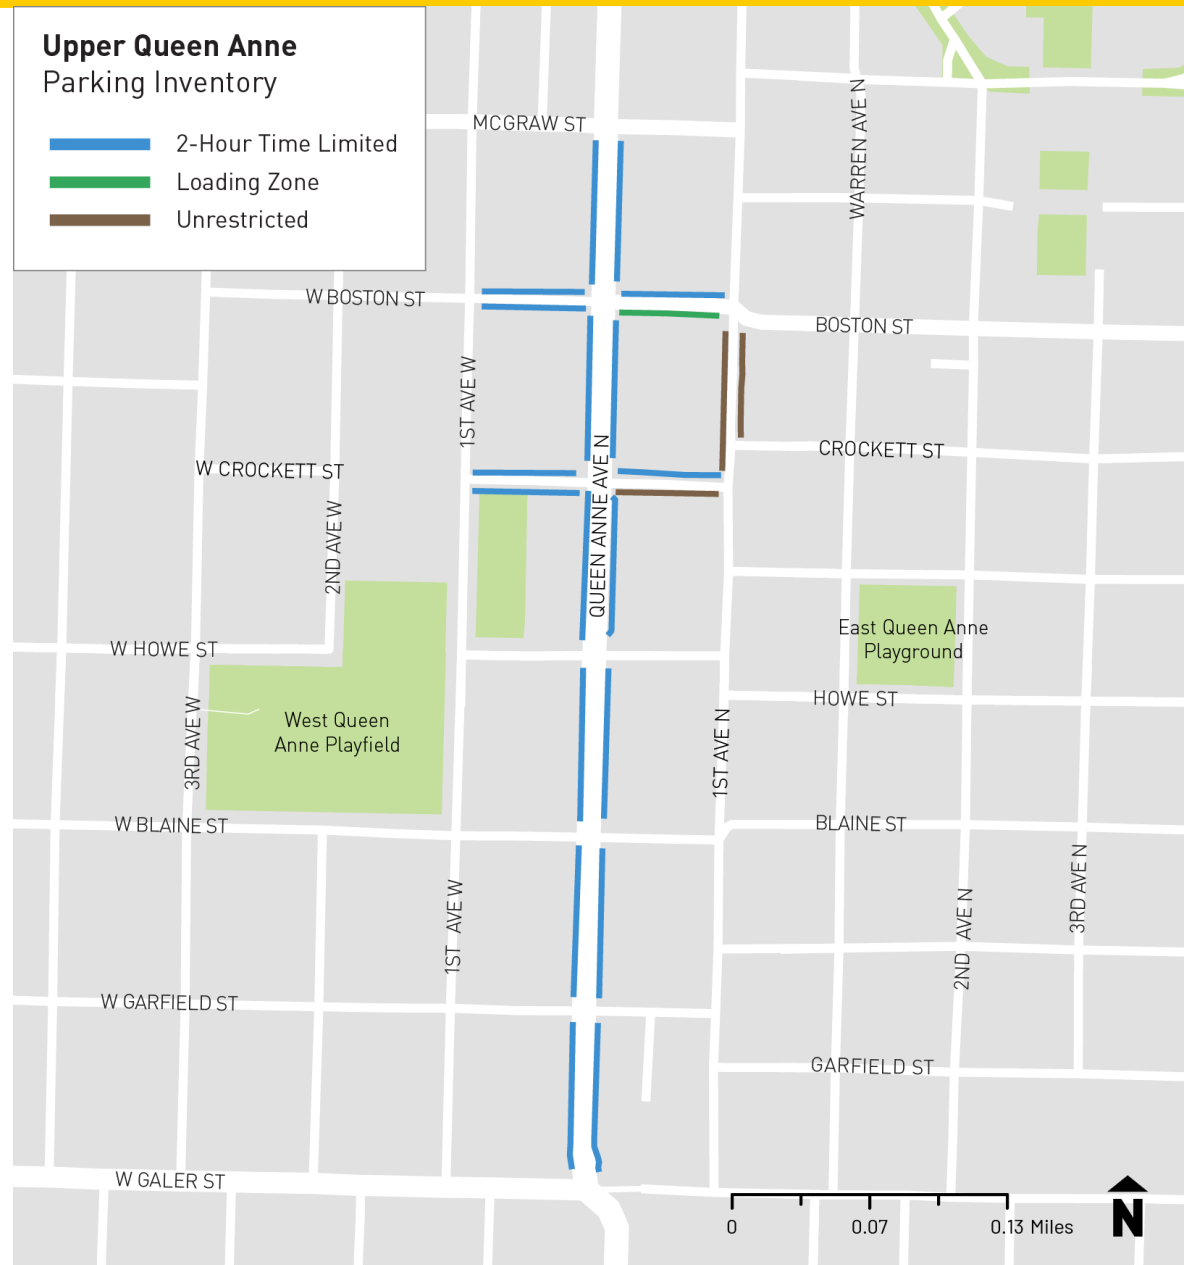 Upper Queen Anne
Parking Inventory
2-Hour Time Limited
Loading Zone
Unrestricted
MCGRAW ST
WARREN AVE N
W BOSTON ST
BOSTON ST
1ST AVE W
W CROCKETT ST
CROCKETT ST
QUEEN ANNE AVE N
2ND AVE W
East Queen Anne
Playground
W HOWE ST
HOWE ST
3RD AVE W
West Queen
Anne Playfield
1ST AVE N
W BLAINE ST
BLAINE ST
3RD AVE N
1ST AVE W
2ND AVE N
W GARFIELD ST
GARFIELD ST
W GALER ST
0 0.07 0.13 Miles
N